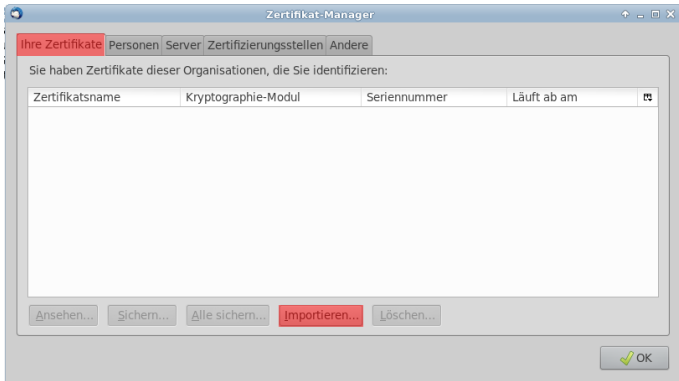 Zertifikat-Manager
Ihre Zertifikate Personen Server Zertifizierungsstellen Andere
Sie haben Zertifikate dieser Organisationen, die Sie identifizieren:
Zertifikatsname Kryptographie-Modul Seriennummer Läuft ab am
Ansehen... Sichern... Alle sichern... Importieren... Löschen...
OK